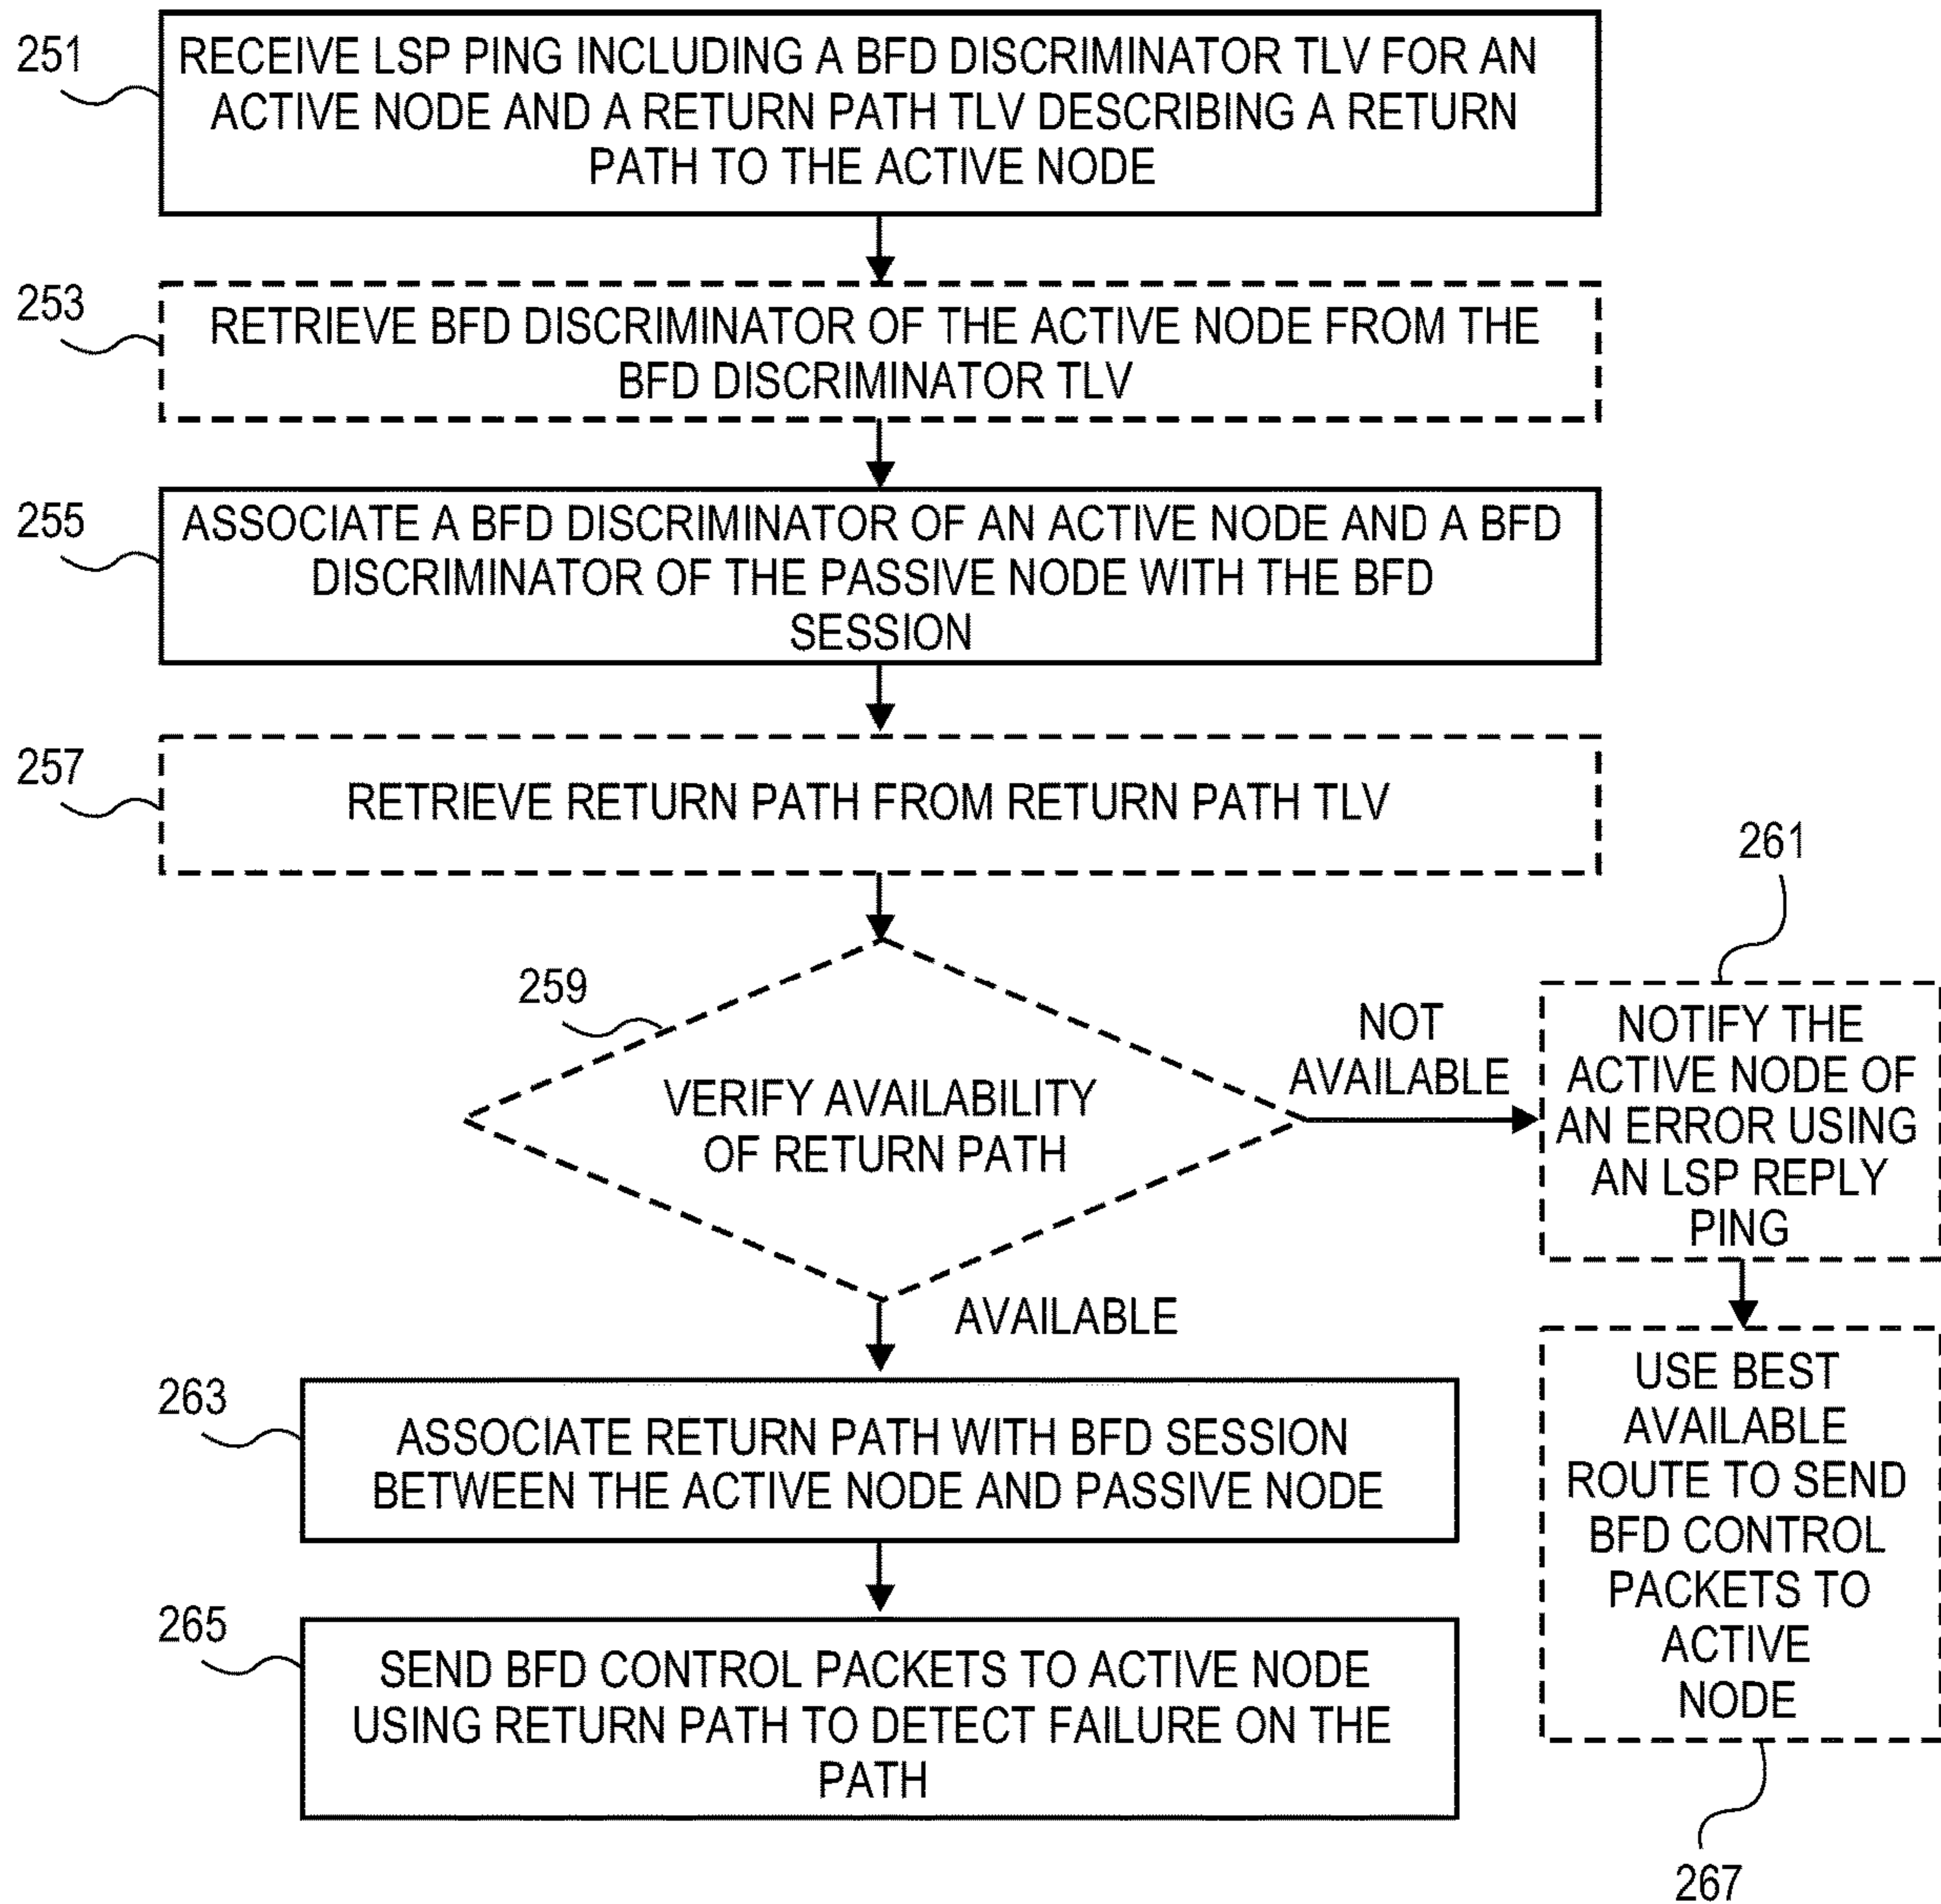 251
RECEIVE LSP PING INCLUDING A BFD DISCRIMINATOR TLV FOR AN
ACTIVE NODE AND A RETURN PATH TLV DESCRIBING A RETURN
PATH TO THE ACTIVE NODE
253
RETRIEVE BFD DISCRIMINATOR OF THE ACTIVE NODE FROM THE
BFD DISCRIMINATOR TLV
255
ASSOCIATE A BFD DISCRIMINATOR OF AN ACTIVE NODE AND A BFD
DISCRIMINATOR OF THE PASSIVE NODE WITH THE BFD
SESSION
257
RETRIEVE RETURN PATH FROM RETURN PATH TLV
259
VERIFY AVAILABILITY
OF RETURN PATH
NOT
AVAILABLE
261
NOTIFY THE
ACTIVE NODE OF
AN ERROR USING
AN LSP REPLY
PING
AVAILABLE
263
ASSOCIATE RETURN PATH WITH BFD SESSION
BETWEEN THE ACTIVE NODE AND PASSIVE NODE
265
SEND BFD CONTROL PACKETS TO ACTIVE NODE
USING RETURN PATH TO DETECT FAILURE ON THE
PATH
USE BEST
AVAILABLE
ROUTE TO SEND
BFD CONTROL
PACKETS TO
ACTIVE
NODE
267